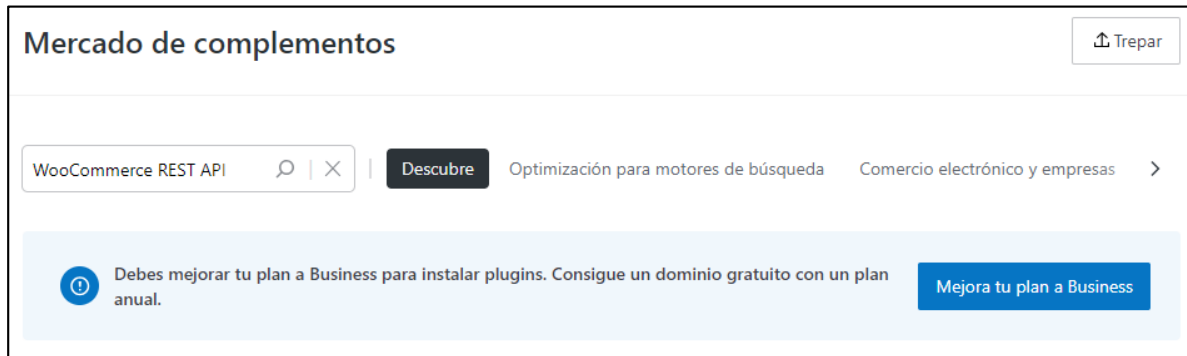 Mercado de complementos
Trepar
WooCommerce REST API
Descubre
Optimización para motores de búsqueda
Comercio electrónico y empresas
Debes mejorar tu plan a Business para instalar plugins. Consigue un dominio gratuito con un plan
anual.
Mejora tu plan a Business